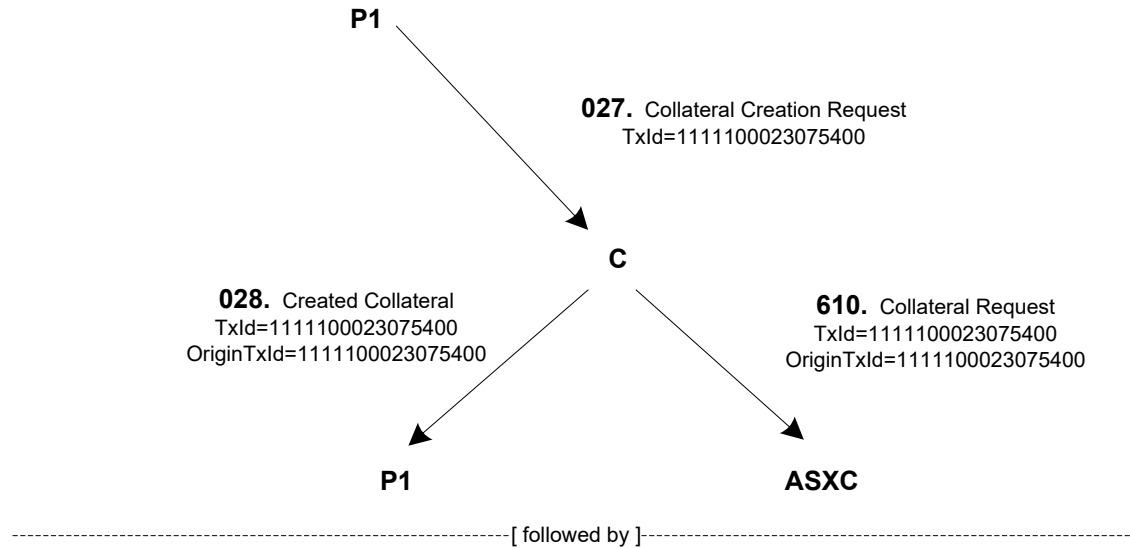 P1
027. Collateral Creation Request
TxId=1111100023075400
C
028. Created Collateral
TxId=1111100023075400
OriginTxId=1111100023075400
610. Collateral Request
TxId=1111100023075400
OriginTxId=1111100023075400
P1
ASXC
[ followed by ]